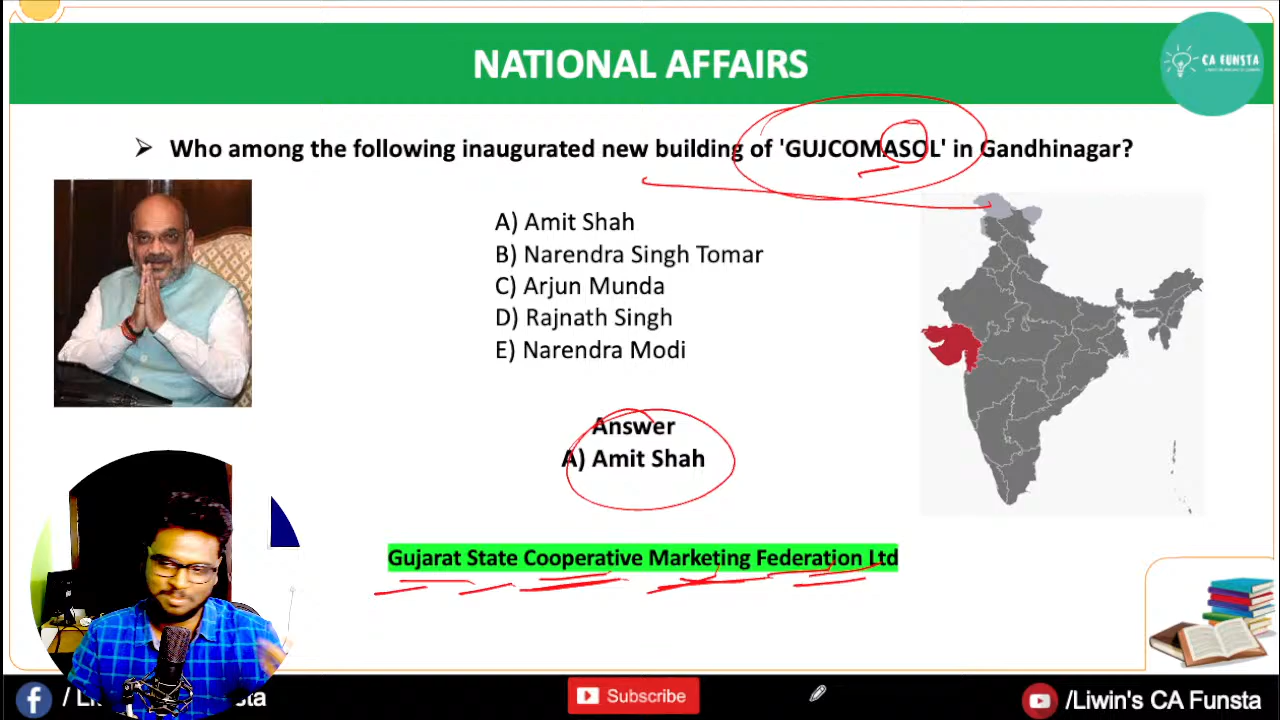 NATIONAL AFFAIRS
CA FUNSTA
Who among the following inaugurated new building of 'GUJCOMASOL' in Gandhinagar?
A) Amit Shah
B) Narendra Singh Tomar
C) Arjun Munda
D) Rajnath Singh
E) Narendra Modi
Answer
A) Amit Shah
Gujarat State Cooperative Marketing Federation Ltd
Subscribe
/Liwin's CA Funsta